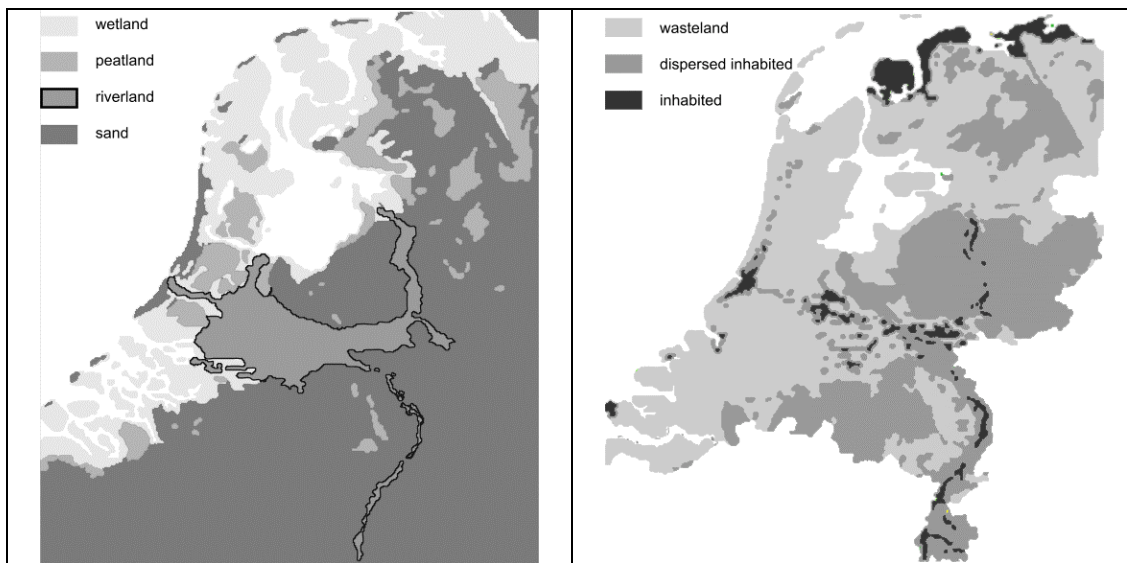 wetland
peatland
riverland
sand
wasteland
dispersed inhabited
inhabited